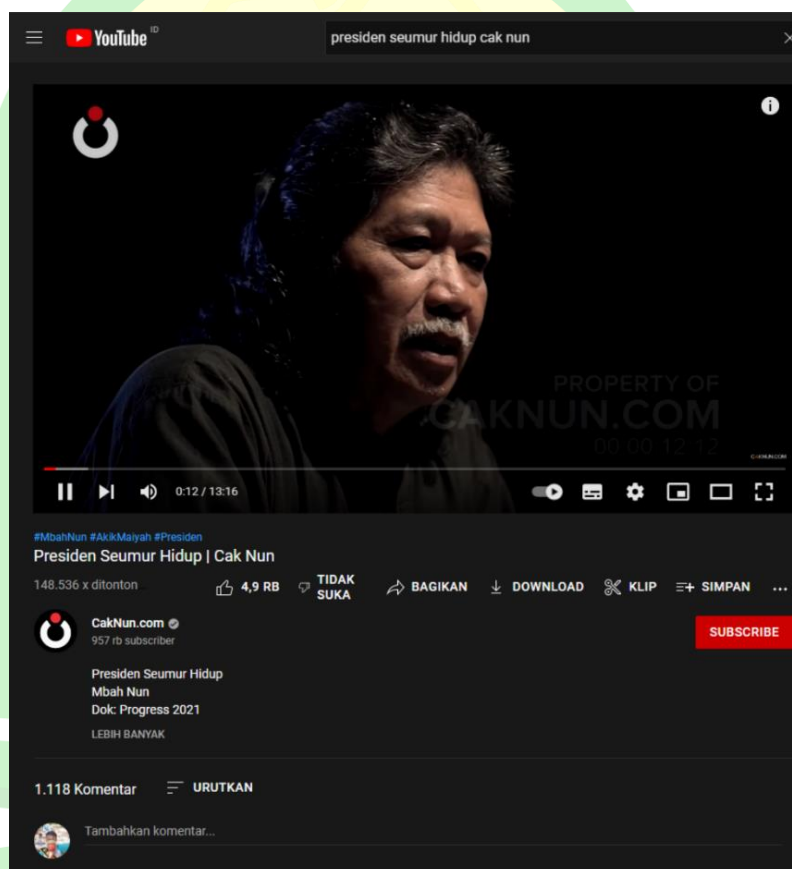 YouTube ID
presiden seumur hidup cak nun
PROPERTY OF
CAKNUN.COM
00 00 12 12
CAKNUN.COM
0:12 / 13:16
#MbahNun #AkikMaiyah #Presiden
Presiden Seumur Hidup | Cak Nun
148.536 x ditonton
4,9 RB
TIDAK
SUKA
BAGIKAN
DOWNLOAD
KLIP
SIMPAN
CakNun.com
957 rb subscriber
SUBSCRIBE
Presiden Seumur Hidup
Mbah Nun
Dok: Progress 2021
LEBIH BANYAK
1.118 Komentar
URUTKAN
Tambahkan komentar...